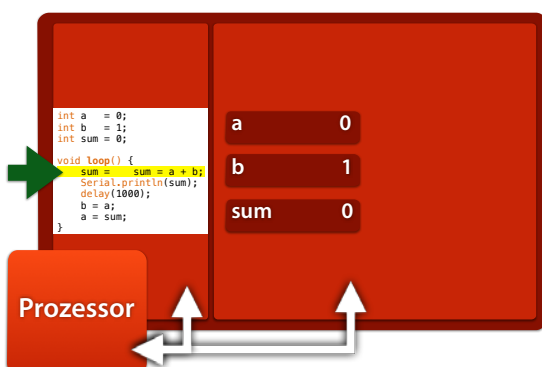 int a   = 0;
int b   = 1;
int sum = 0;
void loop() {
    sum =    sum = a + b;
    Serial.println(sum);
    delay(1000);
    b = a;
    a = sum;
}
a 0
b 1
sum 0
Prozessor